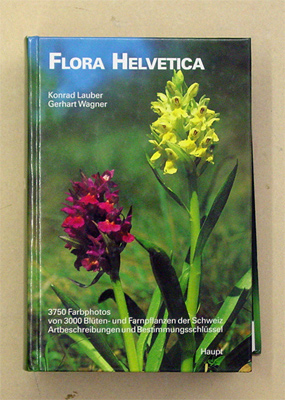 FLORA HELVETICA
Konrad Lauber
Gerhart Wagner
3750 Farbphotos
von 3000 Blüten- und Farnpflanzen der Schweiz
Artbeschreibungen und Bestimmungsschlüssel
Haupt